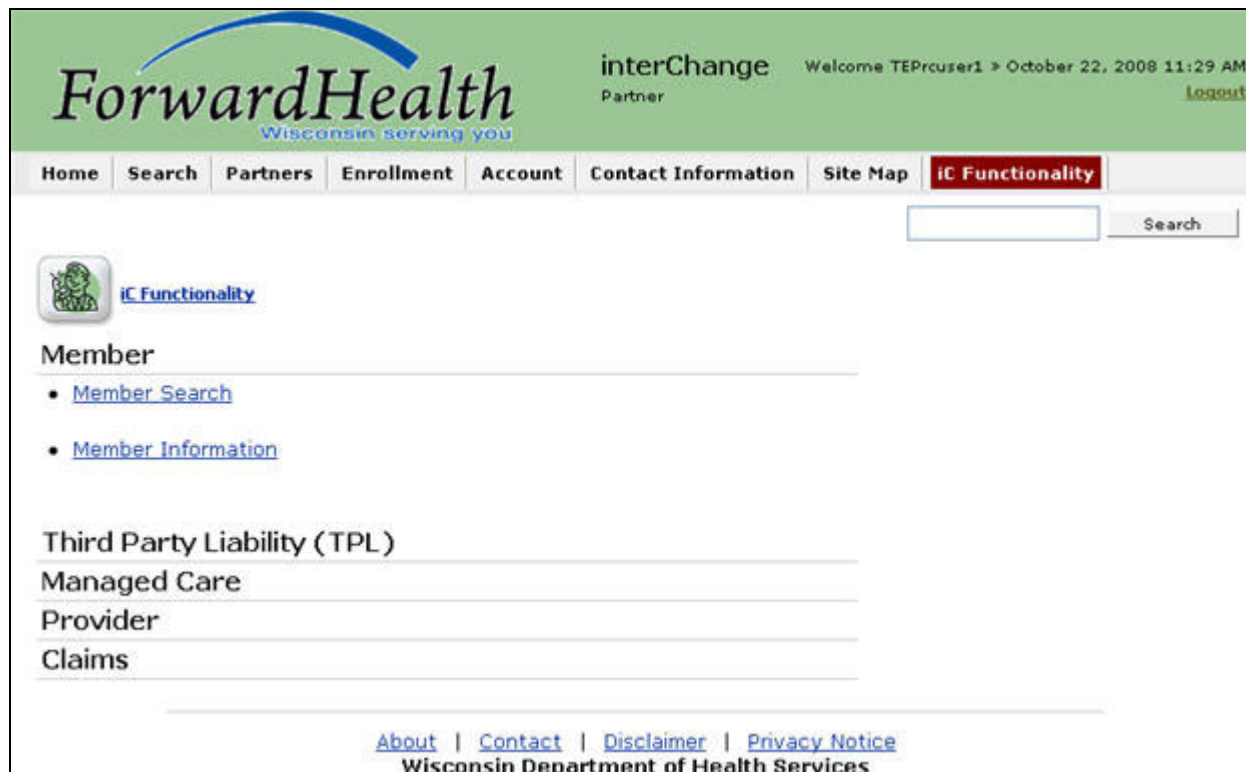 ForwardHealth
Wisconsin serving you
interChange
Partner
Welcome TEPrcuser1 » October 22, 2008 11:29 AM
Logout
Home Search Partners Enrollment Account Contact Information Site Map iC Functionality
Search
iC Functionality
Member
• Member Search
• Member Information
Third Party Liability (TPL)
Managed Care
Provider
Claims
About | Contact | Disclaimer | Privacy Notice
Wisconsin Department of Health Services